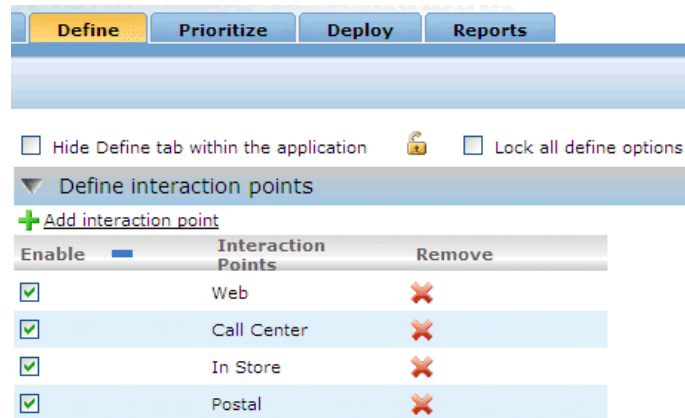 Define Prioritize Deploy Reports
Hide Define tab within the application Lock all define options
Define interaction points
Add interaction point
Enable Interaction Points Remove
Web
Call Center
In Store
Postal